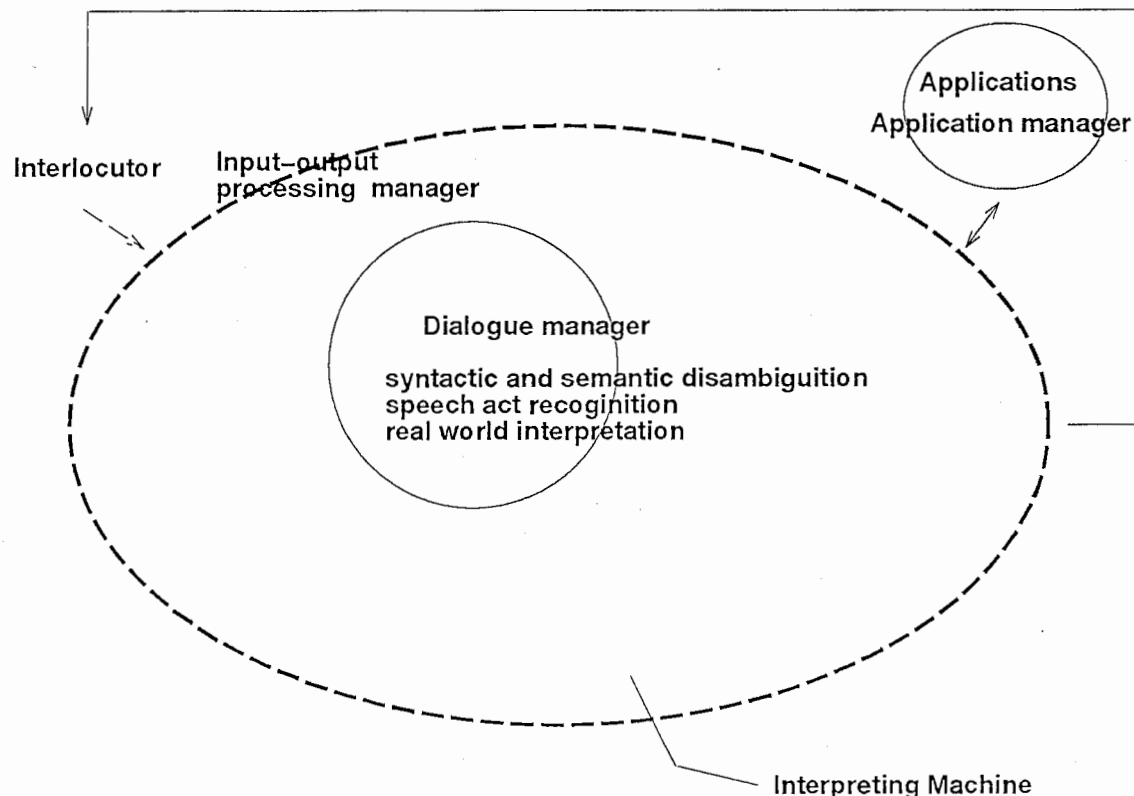 Applications
Application manager
Interlocutor
Input-output
processing manager
Dialogue manager
syntactic and semantic disambiguition
speech act recoginition
real world interpretation
Interpreting Machine